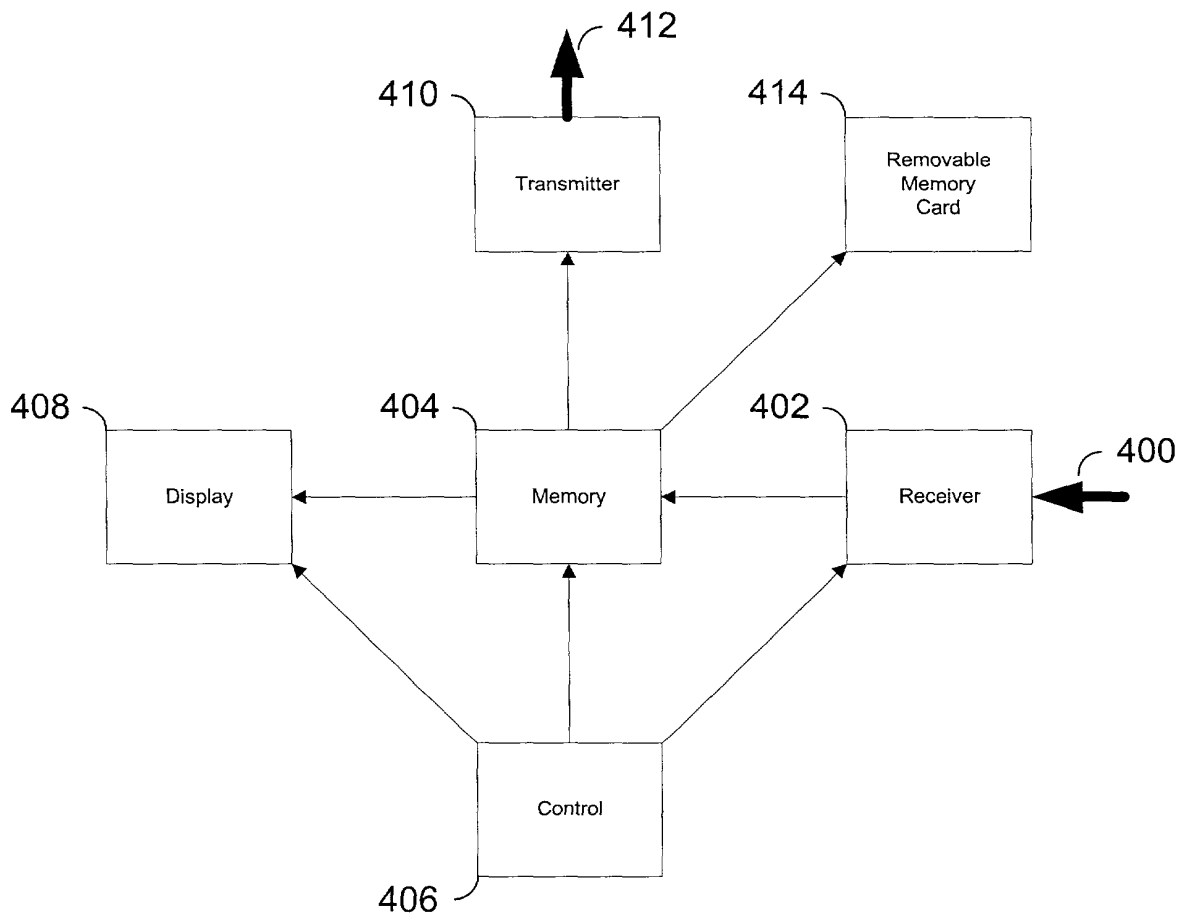 412
410
414
Transmitter
Removable
Memory
Card
408
404
402
400
Display
Memory
Receiver
Control
406